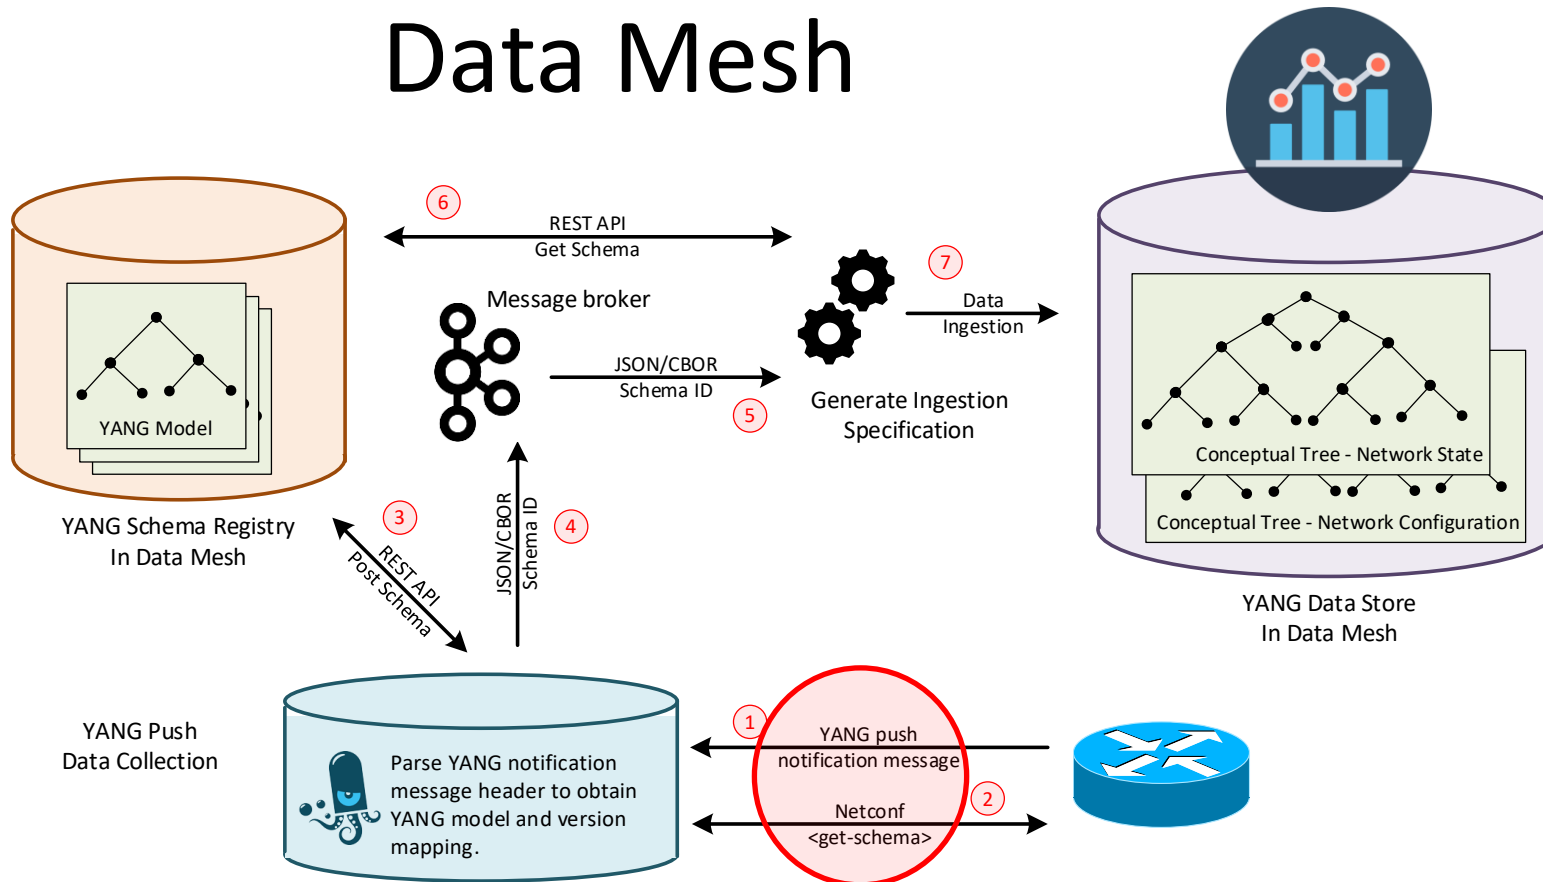 Data Mesh
6
REST API
Get Schema
7
Data
Ingestion
Message broker
JSON/CBOR
Schema ID
5
Generate Ingestion
Specification
YANG Model
YANG Schema Registry
In Data Mesh
Conceptual Tree - Network State
Conceptual Tree - Network Configuration
YANG Data Store
In Data Mesh
3
REST API
Post Schema
JSON/CBOR
Schema ID
4
YANG Push
Data Collection
Parse YANG notification
message header to obtain
YANG model and version
mapping.
1
YANG push
notification message
2
Netconf
<get-schema>